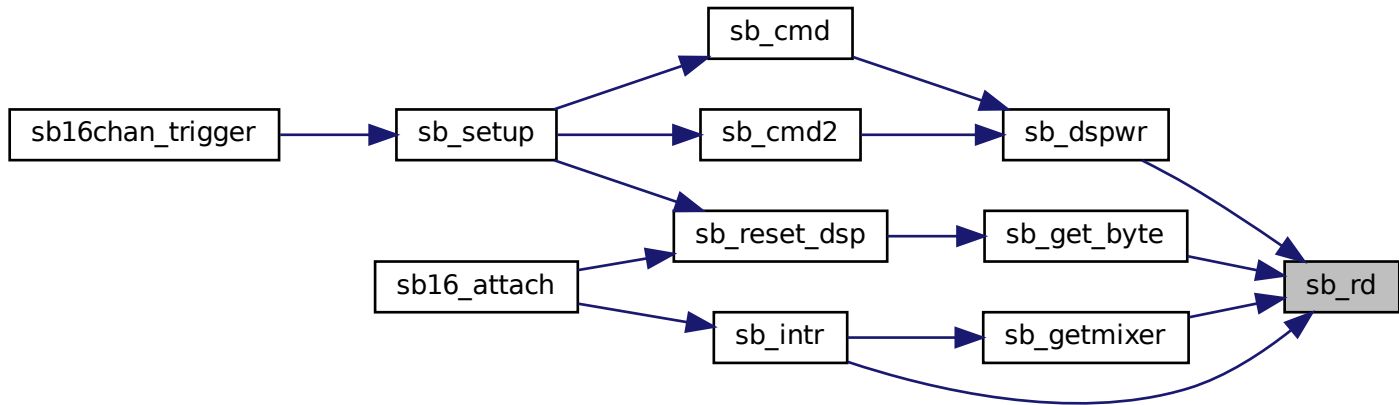 sb_cmd
sb16chan_trigger
sb_setup
sb_cmd2
sb_dspwr
sb_reset_dsp
sb_get_byte
sb16_attach
sb_rd
sb_intr
sb_getmixer